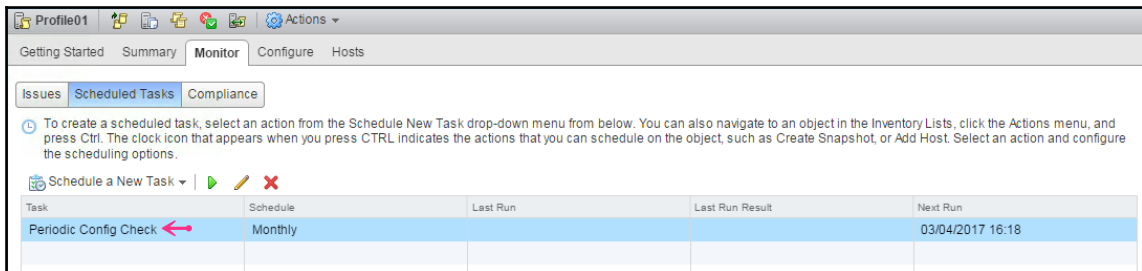 Profile01 Actions
Getting Started Summary Monitor Configure Hosts
Issues Scheduled Tasks Compliance
To create a scheduled task, select an action from the Schedule New Task drop-down menu from below. You can also navigate to an object in the Inventory Lists, click the Actions menu, and
press Ctrl. The clock icon that appears when you press CTRL indicates the actions that you can schedule on the object, such as Create Snapshot, or Add Host. Select an action and configure
the scheduling options.
Schedule a New Task
Task Schedule Last Run Last Run Result Next Run
Periodic Config Check Monthly 03/04/2017 16:18